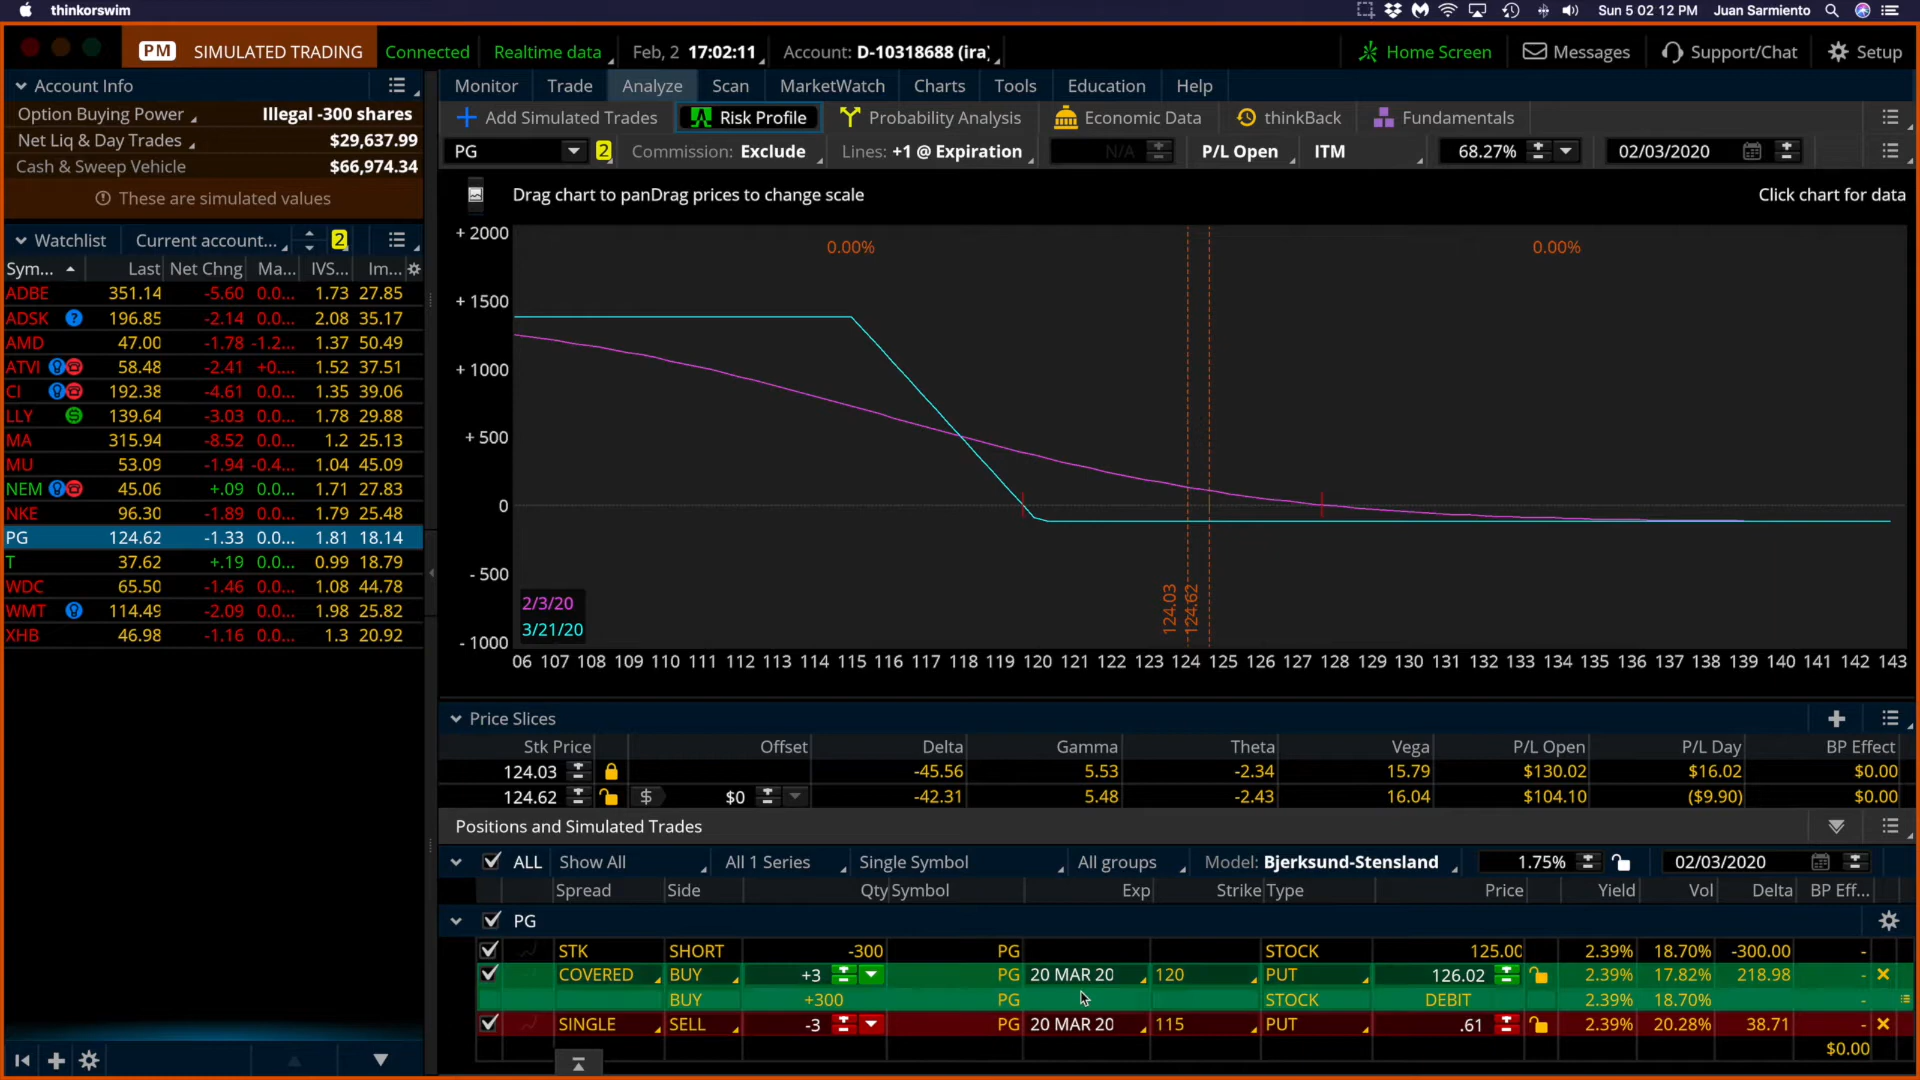 thinkorswim
Sun 5 02 12 PM
Juan Sarmiento
PM SIMULATED TRADING Connected Realtime data Feb, 2 17:02:11 Account: D-10318688 (ira)
Home Screen Messages Support/Chat Setup
Account Info
Option Buying Power Illegal -300 shares
Net Liq & Day Trades $29,637.99
Cash & Sweep Vehicle $66,974.34
These are simulated values
Watchlist Current account... 2
Sym... Last Net Chng Ma... IVS... Im...
ADBE 351.14 -5.60 0.0... 1.73 27.85
ADSK 196.85 -2.14 0.0... 2.08 35.17
AMD 47.00 -1.78 -1.2... 1.37 50.49
ATVI 58.48 -2.41 +0.... 1.52 37.51
CI 192.38 -4.61 0.0... 1.35 39.06
LLY 139.64 -3.03 0.0... 1.78 29.88
MA 315.94 -8.52 0.0... 1.2 25.13
MU 53.09 -1.94 -0.4... 1.04 45.09
NEM 45.06 +.09 0.0... 1.71 27.83
NKE 96.30 -1.89 0.0... 1.79 25.48
PG 124.62 -1.33 0.0... 1.81 18.14
T 37.62 +.19 0.0... 0.99 18.79
WDC 65.50 -1.46 0.0... 1.08 44.78
WMT 114.49 -2.09 0.0... 1.98 25.82
XHB 46.98 -1.16 0.0... 1.3 20.92
Monitor Trade Analyze Scan MarketWatch Charts Tools Education Help
Add Simulated Trades Risk Profile Probability Analysis Economic Data thinkBack Fundamentals
PG 2 Commission: Exclude Lines: +1 @ Expiration N/A P/L Open ITM 68.27% 02/03/2020
Drag chart to panDrag prices to change scale
Click chart for data
+ 2000
+ 1500
+ 1000
+ 500
0
- 500
- 1000
0.00%
0.00%
2/3/20
3/21/20
124.03
124.62
06 107 108 109 110 111 112 113 114 115 116 117 118 119 120 121 122 123 124 125 126 127 128 129 130 131 132 133 134 135 136 137 138 139 140 141 142 143
Price Slices
Stk Price Offset Delta Gamma Theta Vega P/L Open P/L Day BP Effect
124.03 -45.56 5.53 -2.34 15.79 $130.02 $16.02 $0.00
124.62 $ $0 -42.31 5.48 -2.43 16.04 $104.10 ($9.90) $0.00
Positions and Simulated Trades
ALL Show All All 1 Series Single Symbol All groups Model: Bjerksund-Stensland 1.75% 02/03/2020
Spread Side Qty Symbol Exp Strike Type Price Yield Vol Delta BP Eff...
PG
STK SHORT -300 PG STOCK 125.00 2.39% 18.70% -300.00 -
COVERED BUY +3 PG 20 MAR 20 120 PUT 126.02 2.39% 17.82% 218.98 -
BUY +300 PG STOCK DEBIT 2.39% 18.70% -
SINGLE SELL -3 PG 20 MAR 20 115 PUT .61 2.39% 20.28% 38.71 -
$0.00